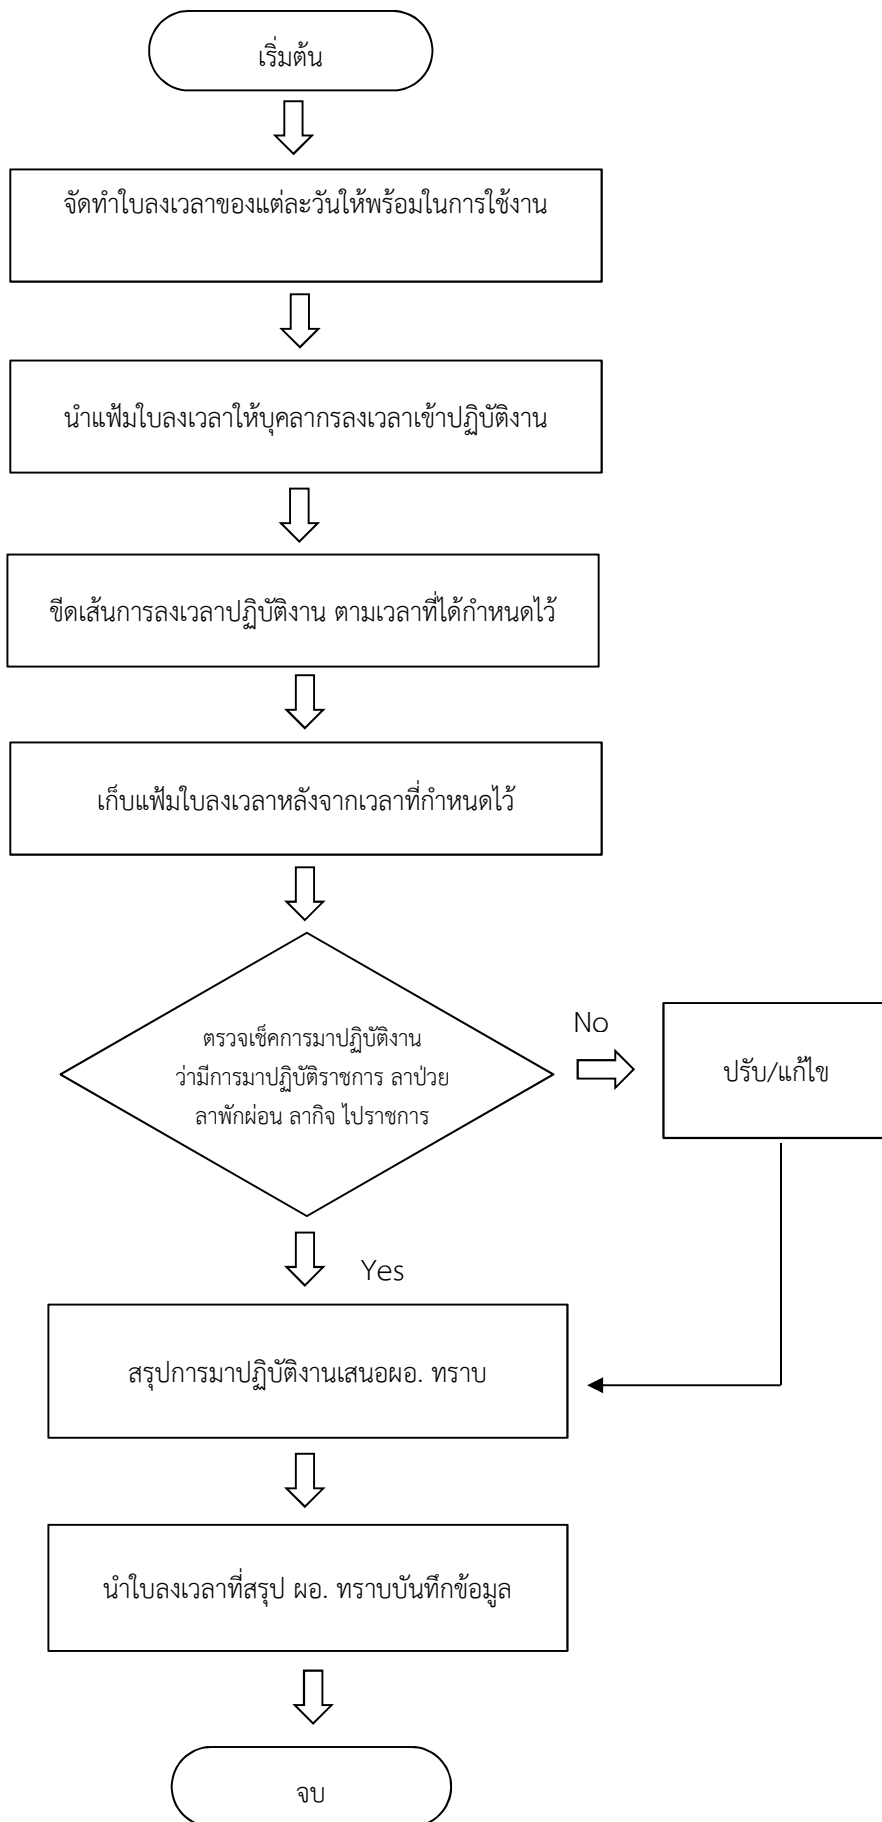 เริ่มต้น
จัดทำใบลงเวลาของแต่ละวันให้พร้อมในการใช้งาน
นำแฟ้มใบลงเวลาให้บุคลากรลงเวลาเข้าปฏิบัติงาน
ขีดเส้นการลงเวลาปฏิบัติงาน ตามเวลาที่ได้กำหนดไว้
เก็บแฟ้มใบลงเวลาหลังจากเวลาที่กำหนดไว้
ตรวจเช็คการมาปฏิบัติงาน
ว่ามีการมาปฏิบัติราชการ ลาป่วย
ลาพักผ่อน ลากิจ ไปราชการ
No
ปรับ/แก้ไข
Yes
สรุปการมาปฏิบัติงานเสนอผอ. ทราบ
นำใบลงเวลาที่สรุป ผอ. ทราบบันทึกข้อมูล
จบ